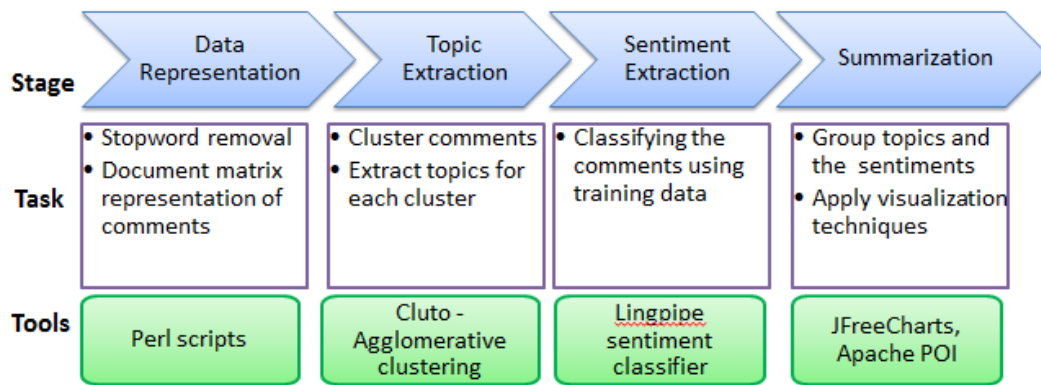 Stage
Data
Representation
Topic
Extraction
Sentiment
Extraction
Summarization
Task
• Stopword removal
• Document matrix
representation of
comments
• Cluster comments
• Extract topics for
each cluster
• Classifying the
comments using
training data
• Group topics and
the sentiments
• Apply visualization
techniques
Tools
Perl scripts
Cluto -
Agglomerative
clustering
Lingpipe
sentiment
classifier
JFreeCharts,
Apache POI